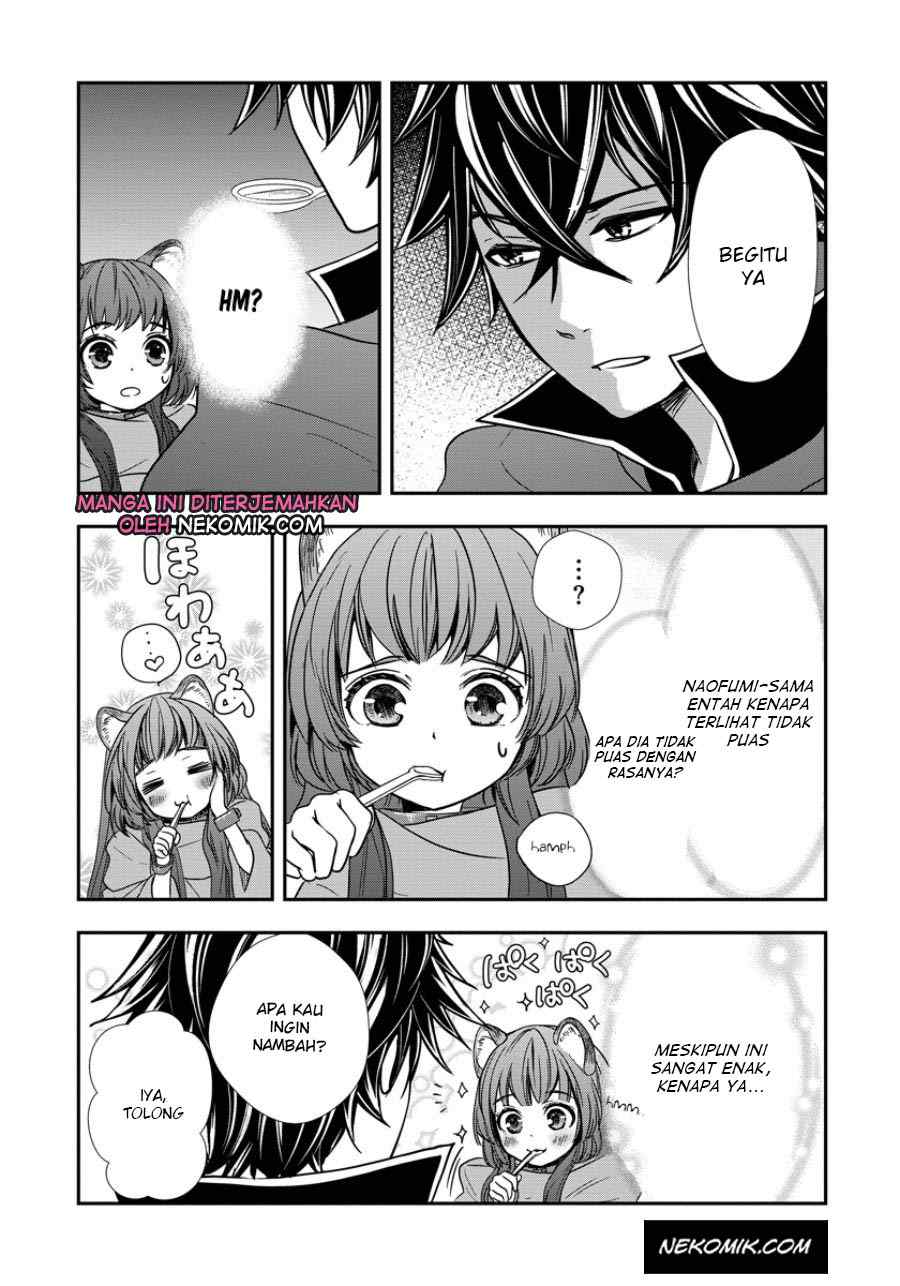 BEGITU
YA
HM?
MANGA INI DITERJEMAHKAN
OLEH NEKOMIK.COM
...?
NAOFUMI-SAMA
ENTAH KENAPA
TERLIHAT TIDAK
PUAS
APA DIA TIDAK
PUAS DENGAN
RASANYA?
hamph
ほわぁぁぁ
...♡
MESKIPUN INI
SANGAT ENAK,
KENAPA YA...
ぱく ぱく
ぱく
hmmm
APA KAU
INGIN
NAMBAH?
IYA,
TOLONG
NEKOMIK.COM